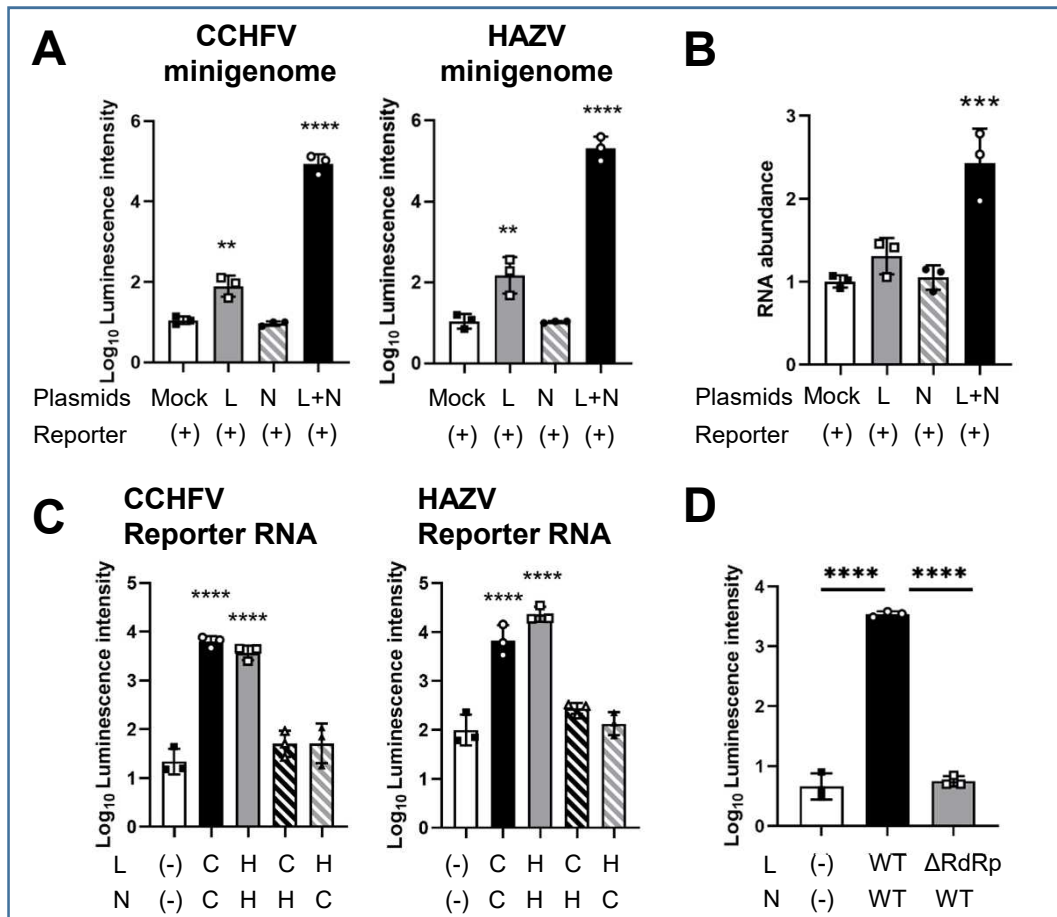 A
CCHFV
minigenome
Log10 Luminescence intensity
6
4
2
0
**
****
Plasmids Mock L N L+N
Reporter (+) (+) (+) (+)
HAZV
minigenome
Log10 Luminescence intensity
6
4
2
0
**
****
Mock L N L+N
(+) (+) (+) (+)
B
RNA abundance
3
2
1
0
***
Plasmids Mock L N L+N
Reporter (+) (+) (+) (+)
C
CCHFV
Reporter RNA
Log10 Luminescence intensity
5
4
3
2
1
0
****
****
L (-) C H C H
N (-) C H H C
HAZV
Reporter RNA
Log10 Luminescence intensity
5
4
3
2
1
0
****
****
(-) C H C H
(-) C H H C
D
Log10 Luminescence intensity
4
3
2
1
0
**** ****
L (-) WT ΔRdRp
N (-) WT WT